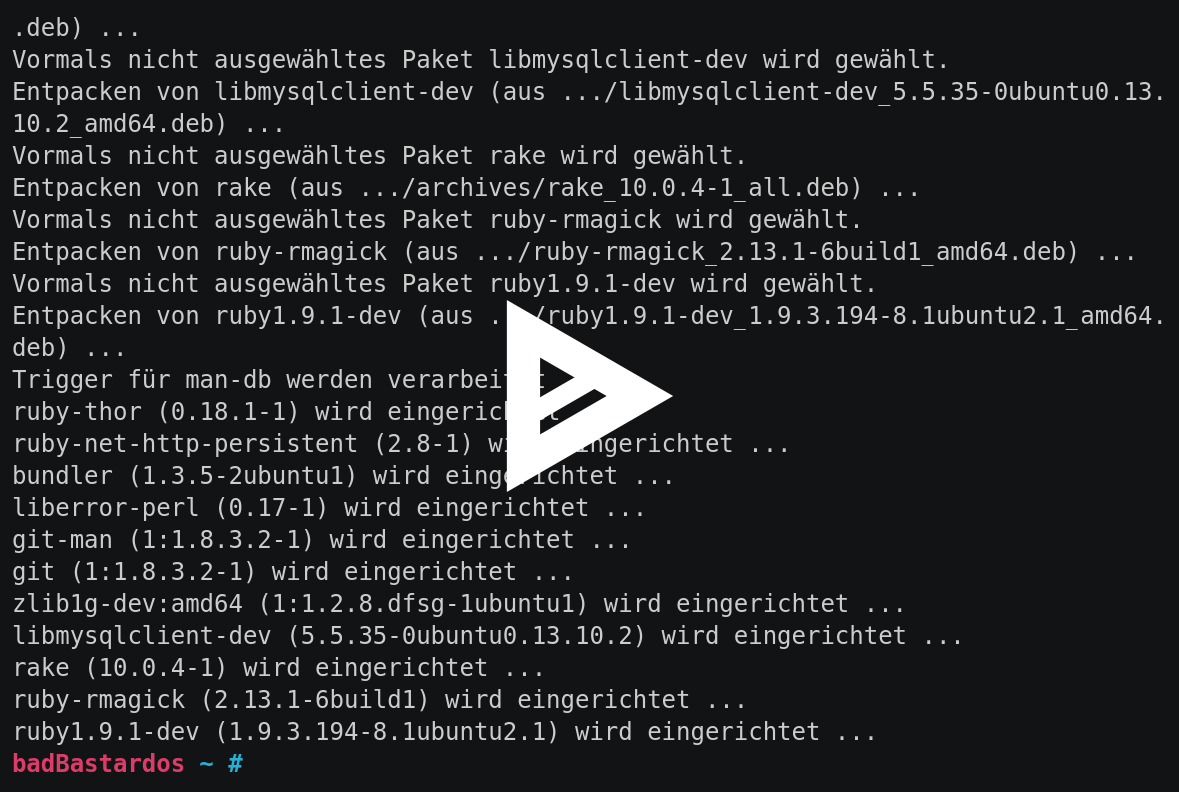 .deb) ...
Vormals nicht ausgewähltes Paket libmysqlclient-dev wird gewählt.
Entpacken von libmysqlclient-dev (aus .../libmysqlclient-dev_5.5.35-0ubuntu0.13.
10.2_amd64.deb) ...
Vormals nicht ausgewähltes Paket rake wird gewählt.
Entpacken von rake (aus .../archives/rake_10.0.4-1_all.deb) ...
Vormals nicht ausgewähltes Paket ruby-rmagick wird gewählt.
Entpacken von ruby-rmagick (aus .../ruby-rmagick_2.13.1-6build1_amd64.deb) ...
Vormals nicht ausgewähltes Paket ruby1.9.1-dev wird gewählt.
Entpacken von ruby1.9.1-dev (aus .../ruby1.9.1-dev_1.9.3.194-8.1ubuntu2.1_amd64.
deb) ...
Trigger für man-db werden verarbeitet
ruby-thor (0.18.1-1) wird eingerichtet
ruby-net-http-persistent (2.8-1) wird eingerichtet ...
bundler (1.3.5-2ubuntu1) wird eingerichtet ...
liberror-perl (0.17-1) wird eingerichtet ...
git-man (1:1.8.3.2-1) wird eingerichtet ...
git (1:1.8.3.2-1) wird eingerichtet ...
zlib1g-dev:amd64 (1:1.2.8.dfsg-1ubuntu1) wird eingerichtet ...
libmysqlclient-dev (5.5.35-0ubuntu0.13.10.2) wird eingerichtet ...
rake (10.0.4-1) wird eingerichtet ...
ruby-rmagick (2.13.1-6build1) wird eingerichtet ...
ruby1.9.1-dev (1.9.3.194-8.1ubuntu2.1) wird eingerichtet ...
badBastardos ~ #